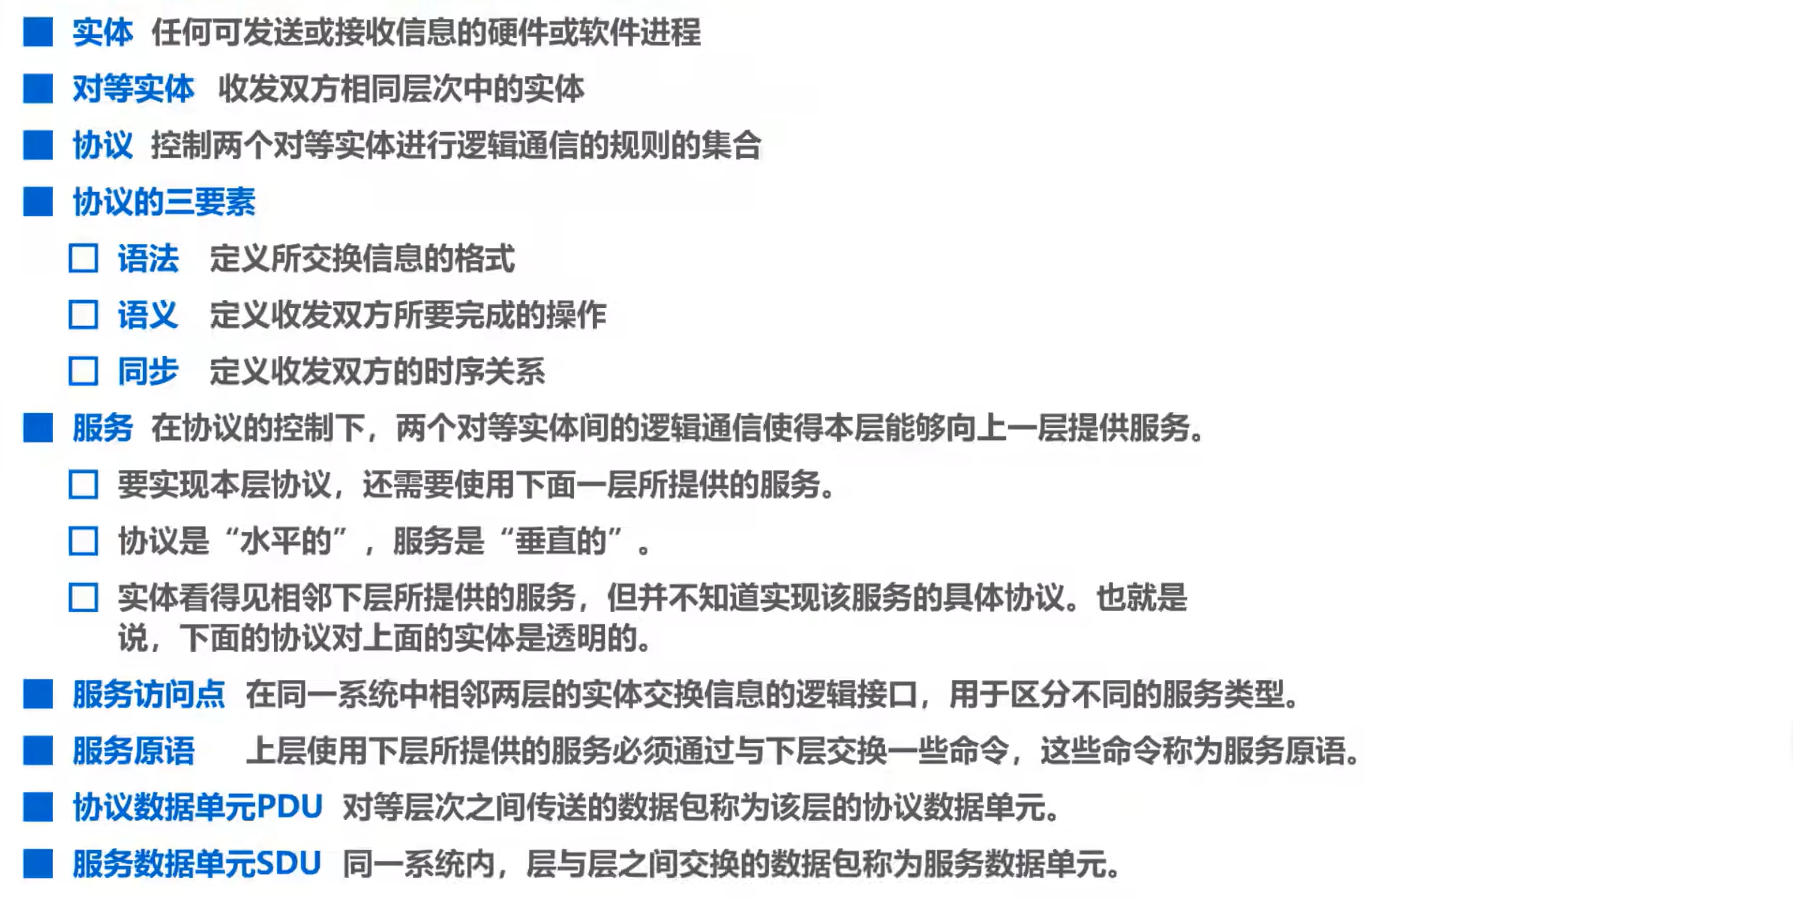 实体 任何可发送或接收信息的硬件或软件进程
对等实体 收发双方相同层次中的实体
协议 控制两个对等实体进行逻辑通信的规则的集合
协议的三要素
语法 定义所交换信息的格式
语义 定义收发双方所要完成的操作
同步 定义收发双方的时序关系
服务 在协议的控制下，两个对等实体间的逻辑通信使得本层能够向上一层提供服务。
要实现本层协议，还需要使用下面一层所提供的服务。
协议是“水平的”，服务是“垂直的”。
实体看得见相邻下层所提供的服务，但并不知道实现该服务的具体协议。也就是
说，下面的协议对上面的实体是透明的。
服务访问点 在同一系统中相邻两层的实体交换信息的逻辑接口，用于区分不同的服务类型。
服务原语 上层使用下层所提供的服务必须通过与下层交换一些命令，这些命令称为服务原语。
协议数据单元PDU 对等层次之间传送的数据包称为该层的协议数据单元。
服务数据单元SDU 同一系统内，层与层之间交换的数据包称为服务数据单元。